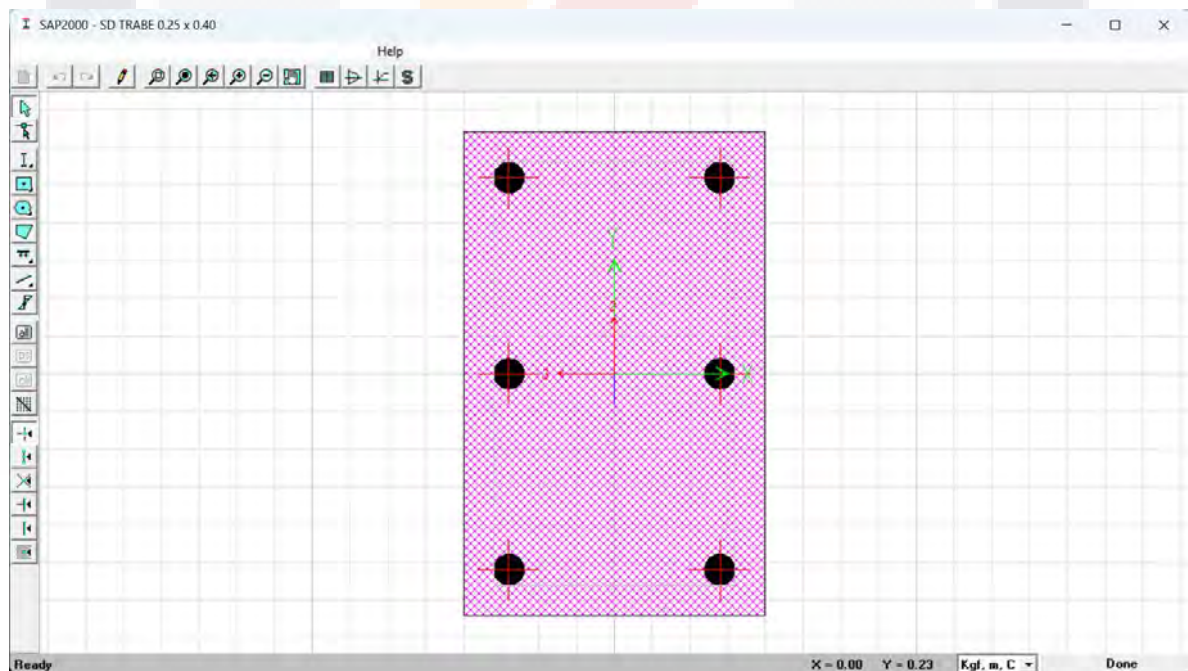 SAP2000 - SD TRABE 0.25 x 0.40
Help
S
Y
X
Ready
X = 0.00 Y = 0.23 Kgf, m, C Done